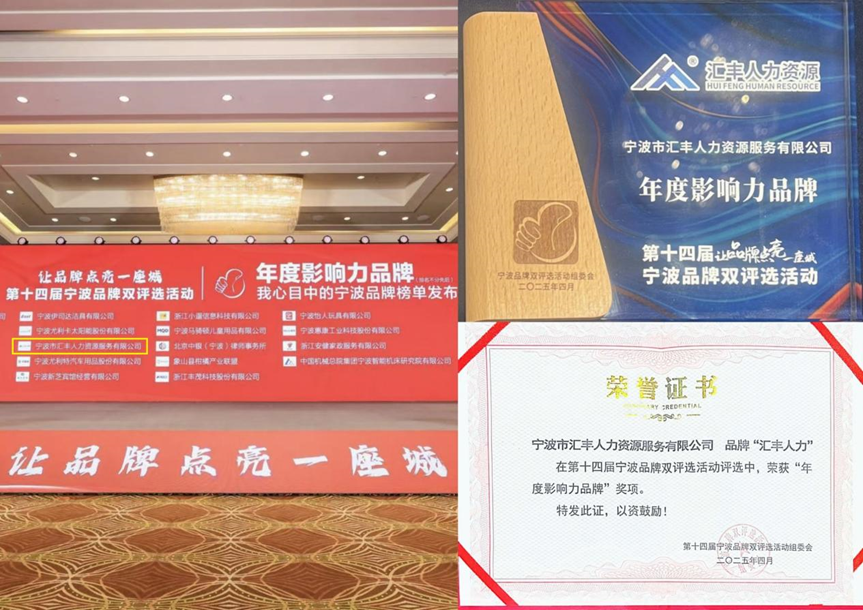 让品牌点亮一座城
第十四届宁波品牌双评选活动
年度影响力品牌
(排名不分先后)
我心目中的宁波品牌榜单发布
宁波伊司达洁具有限公司
浙江小遛信息科技有限公司
宁波怡人玩具有限公司
宁波尤利卡太阳能股份有限公司
宁波马骑顿儿童用品有限公司
宁波惠康工业科技股份有限公司
宁波市汇丰人力资源服务有限公司
北京中银(宁波)律师事务所
浙江安健家政服务有限公司
宁波尤利特汽车用品股份有限公司
象山县柑橘产业联盟
中国机械总院集团宁波智能机床研究院有限公司
宁波新芝宾馆经营有限公司
浙江丰茂科技股份有限公司
让品牌点亮一座城
汇丰人力资源
HUI FENG HUMAN RESOURCE
宁波市汇丰人力资源服务有限公司
年度影响力品牌
第十四届让品牌点亮一座城
宁波品牌双评选活动
宁波品牌双评选活动组委会
二〇二五年四月
荣誉证书
HONORARY CREDENTIAL
宁波市汇丰人力资源服务有限公司 品牌“汇丰人力”
在第十四届宁波品牌双评选活动评选中,荣获“年
度影响力品牌”奖项。
特发此证,以资鼓励!
第十四届宁波品牌双评选活动组委会
二〇二五年四月